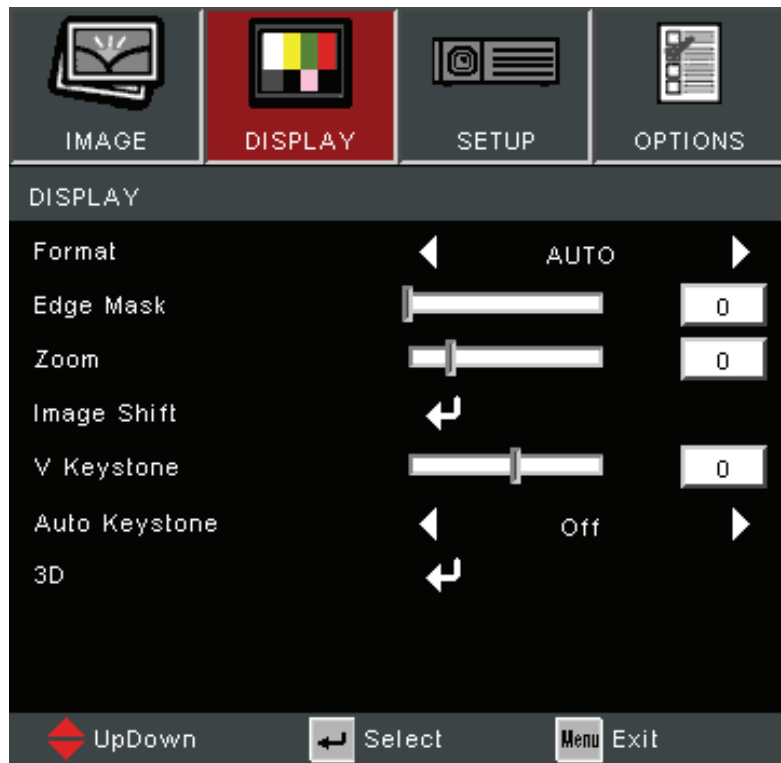 IMAGE DISPLAY SETUP OPTIONS
DISPLAY
Format AUTO
Edge Mask 0
Zoom 0
Image Shift
V Keystone 0
Auto Keystone Off
3D
UpDown Select Menu Exit